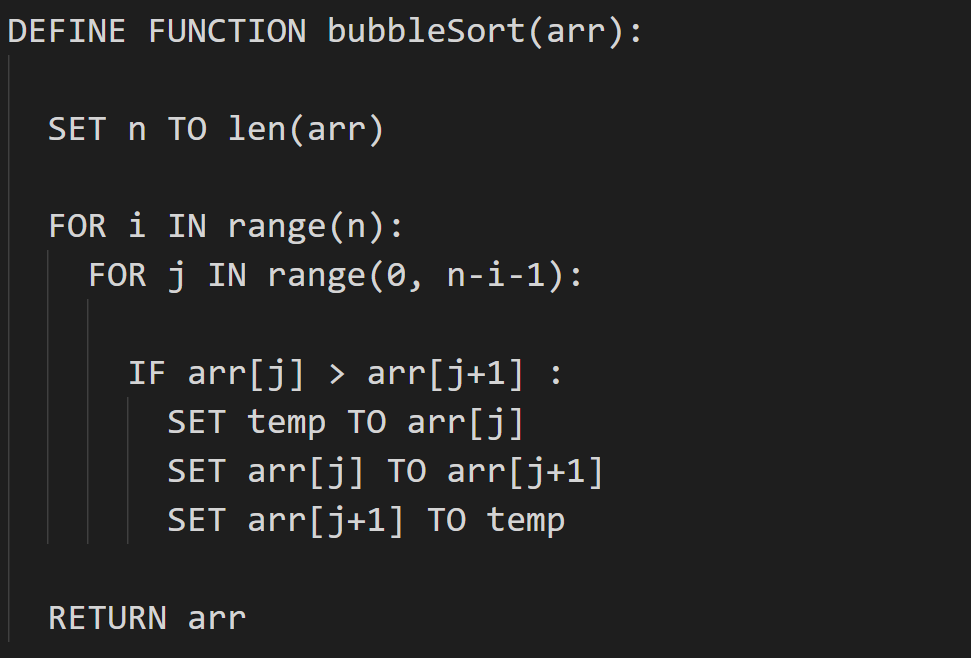 DEFINE FUNCTION bubbleSort(arr):
SET n TO len(arr)
FOR i IN range(n):
FOR j IN range(0, n-i-1):
IF arr[j] > arr[j+1] :
SET temp TO arr[j]
SET arr[j] TO arr[j+1]
SET arr[j+1] TO temp
RETURN arr